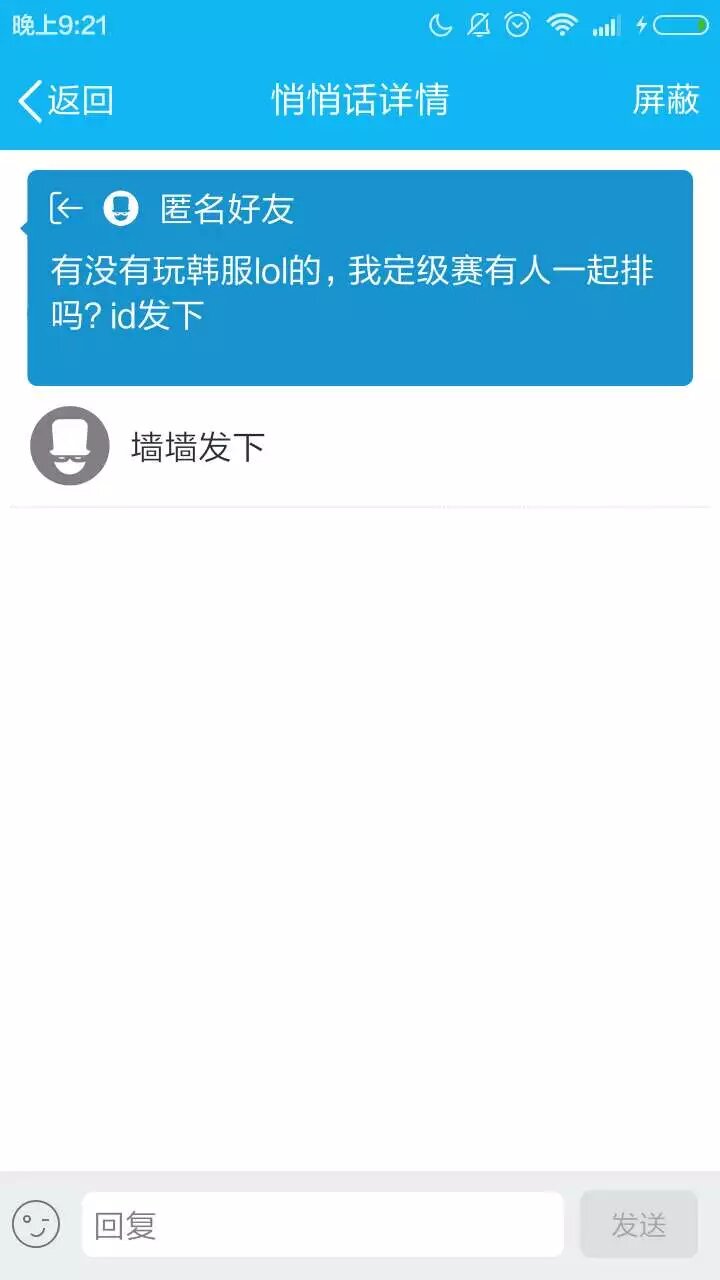 晚上9:21
返回 悄悄话详情 屏蔽
匿名好友
有没有玩韩服lol的, 我定级赛有人一起排
吗? id发下
墙墙发下
回复 发送